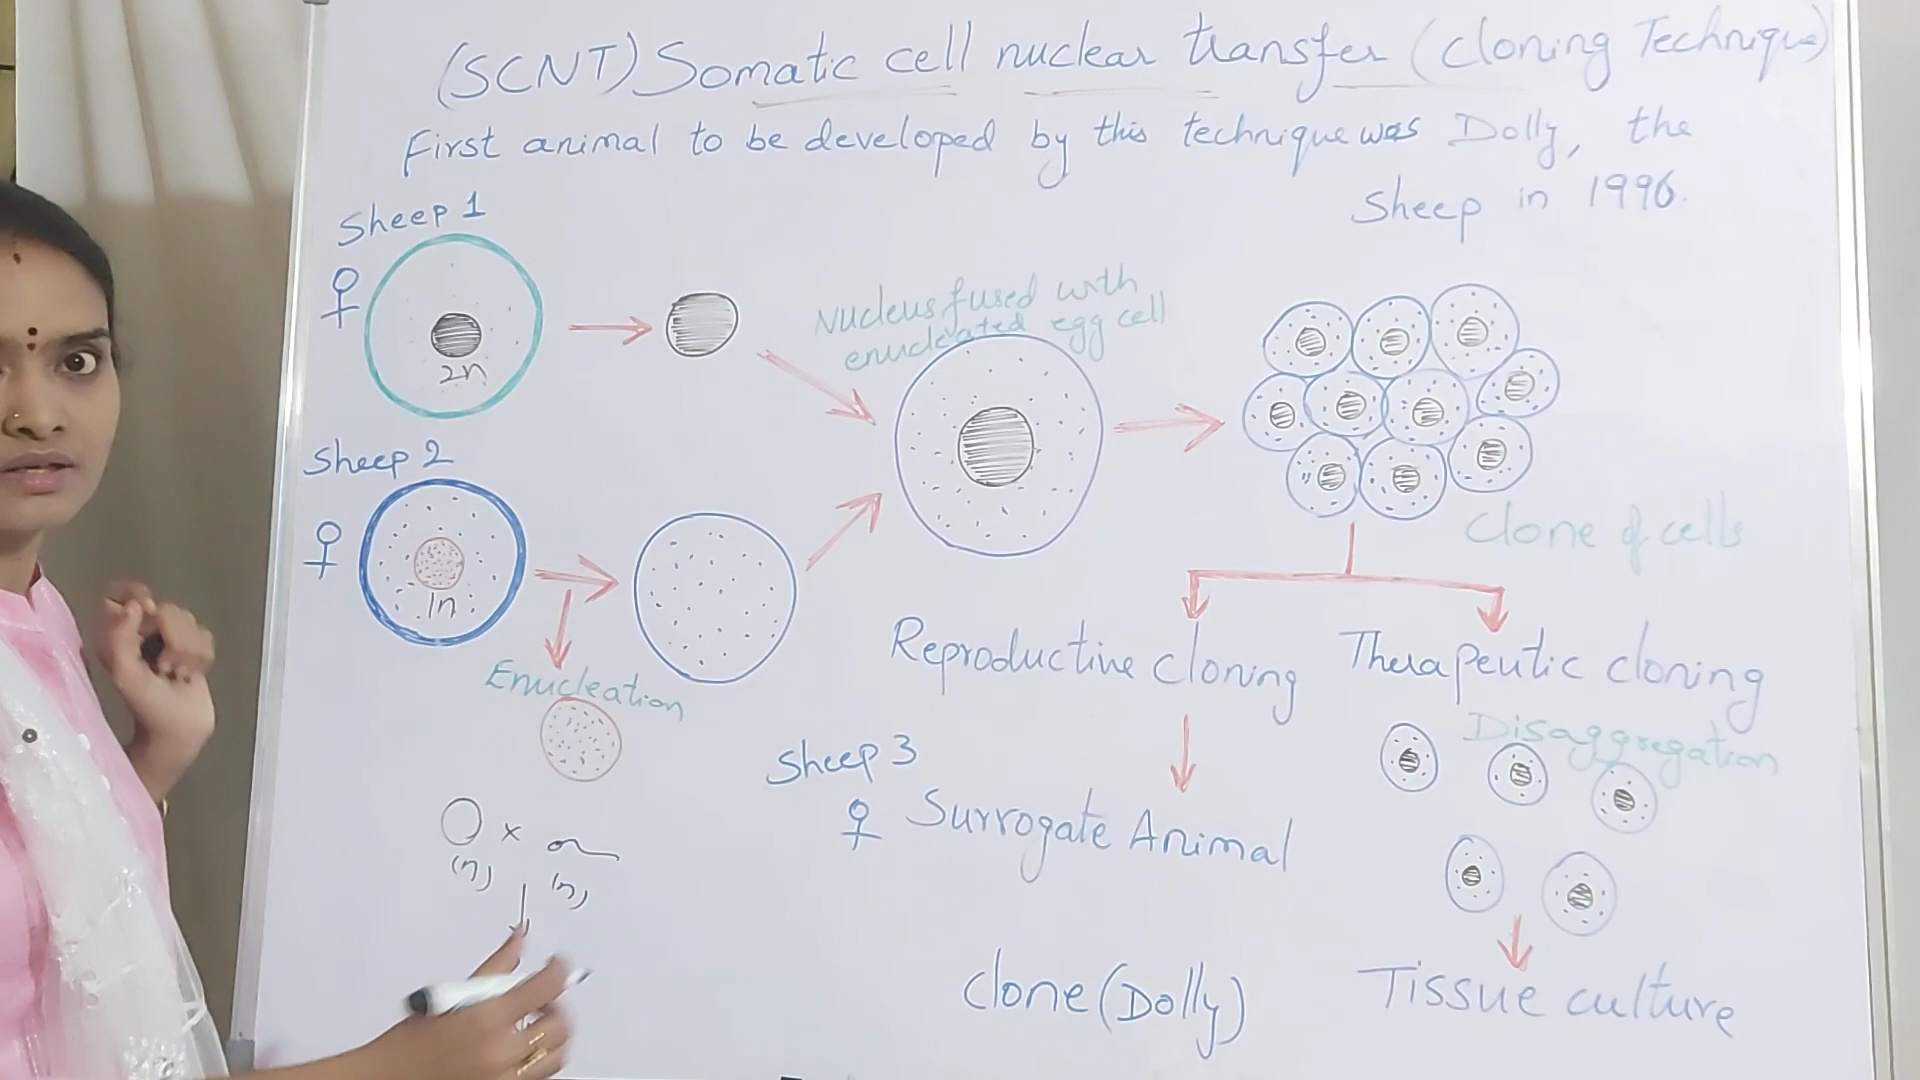 (SCNT) Somatic cell nuclear transfer (cloning Technique)
First animal to be developed by this technique was Dolly, the
Sheep in 1996.
Sheep 1
♀
2n
Nucleus fused with
enucleated egg cell
Sheep 2
♀
1n
Enucleation
Clone of cells
Reproductive cloning
Therapeutic cloning
Disaggregation
Sheep 3
♀ Surrogate Animal
x
(n) (n)
Clone (Dolly)
Tissue culture